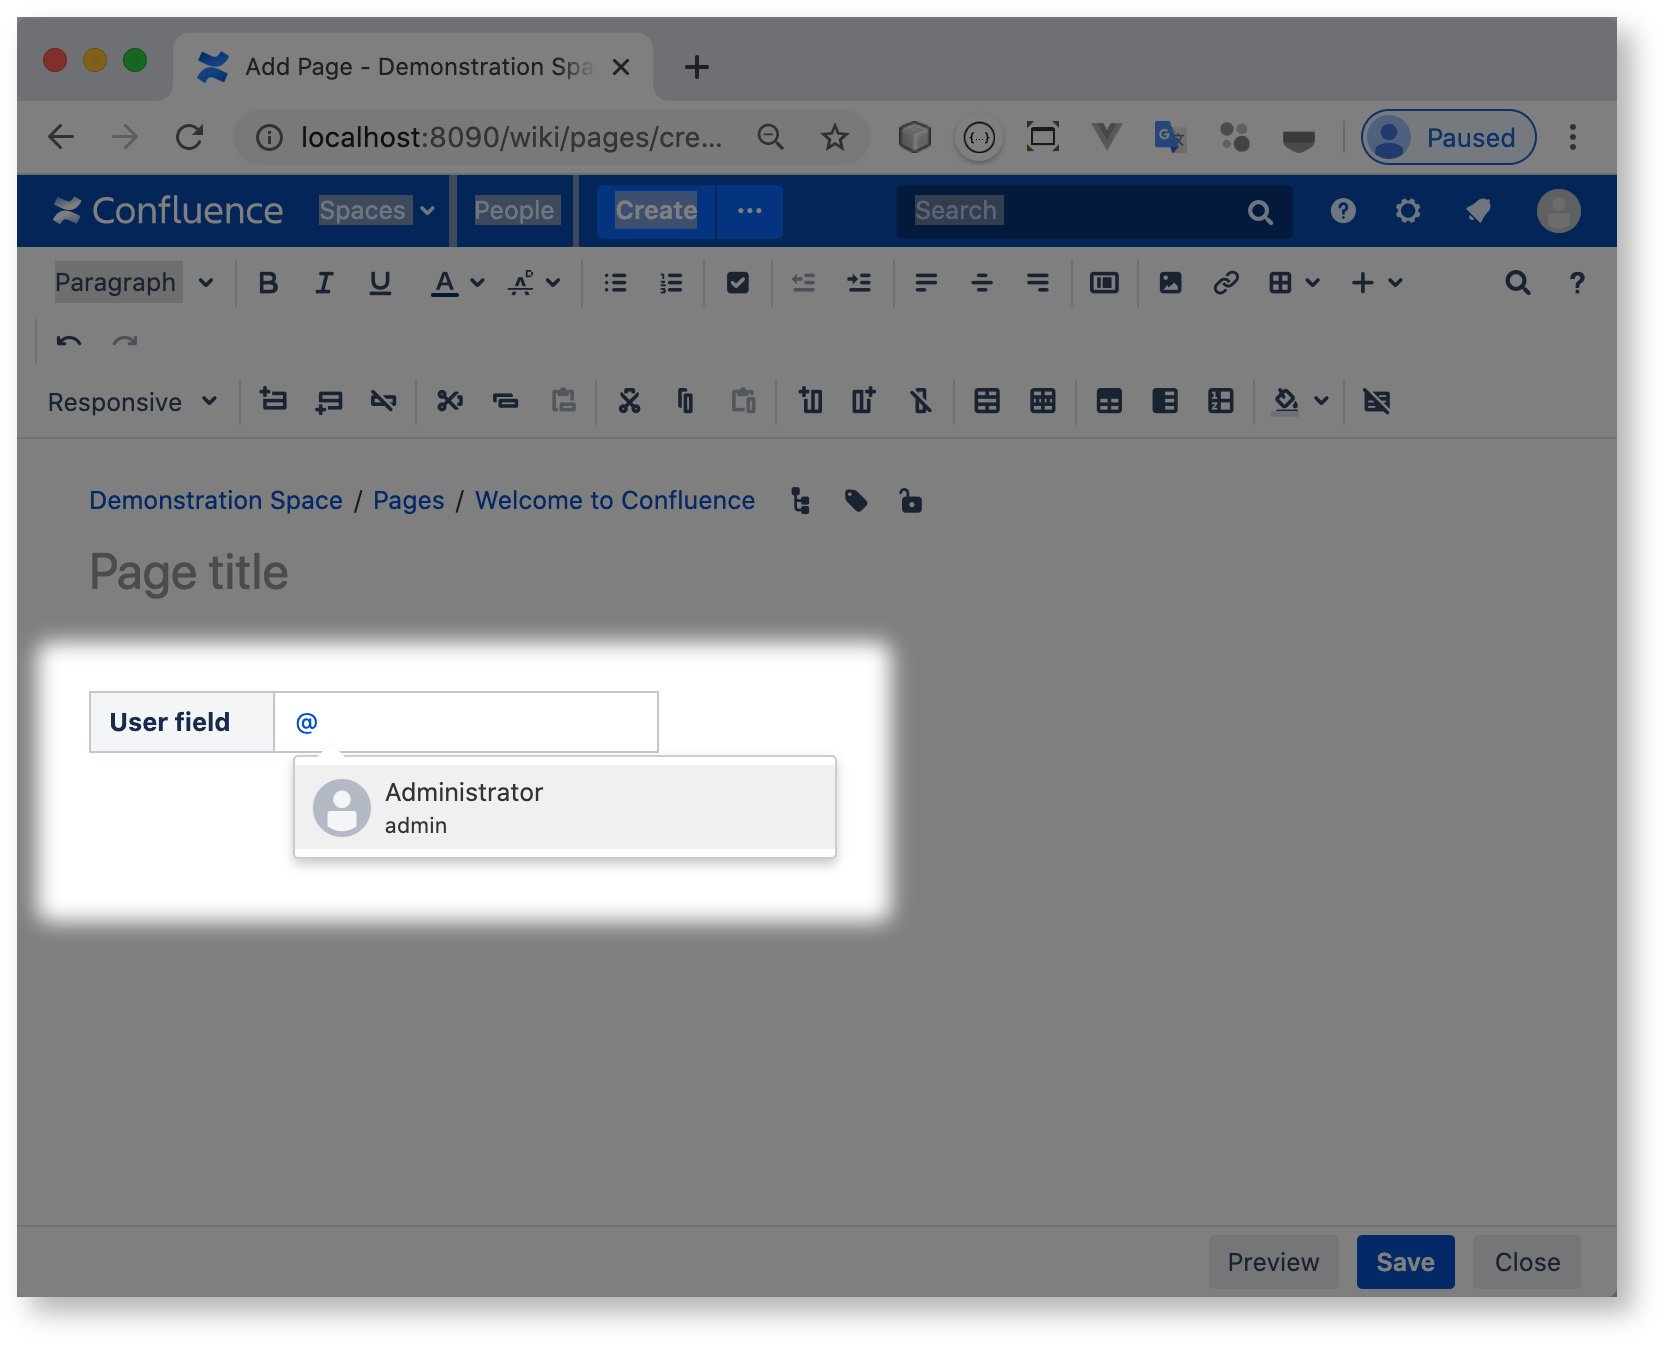 Add Page - Demonstration Spa
localhost:8090/wiki/pages/cre...
Paused
Confluence
Spaces
People
Create
Search
Paragraph
Responsive
Demonstration Space / Pages / Welcome to Confluence
Page title
User field
@
Administrator
admin
Preview
Save
Close